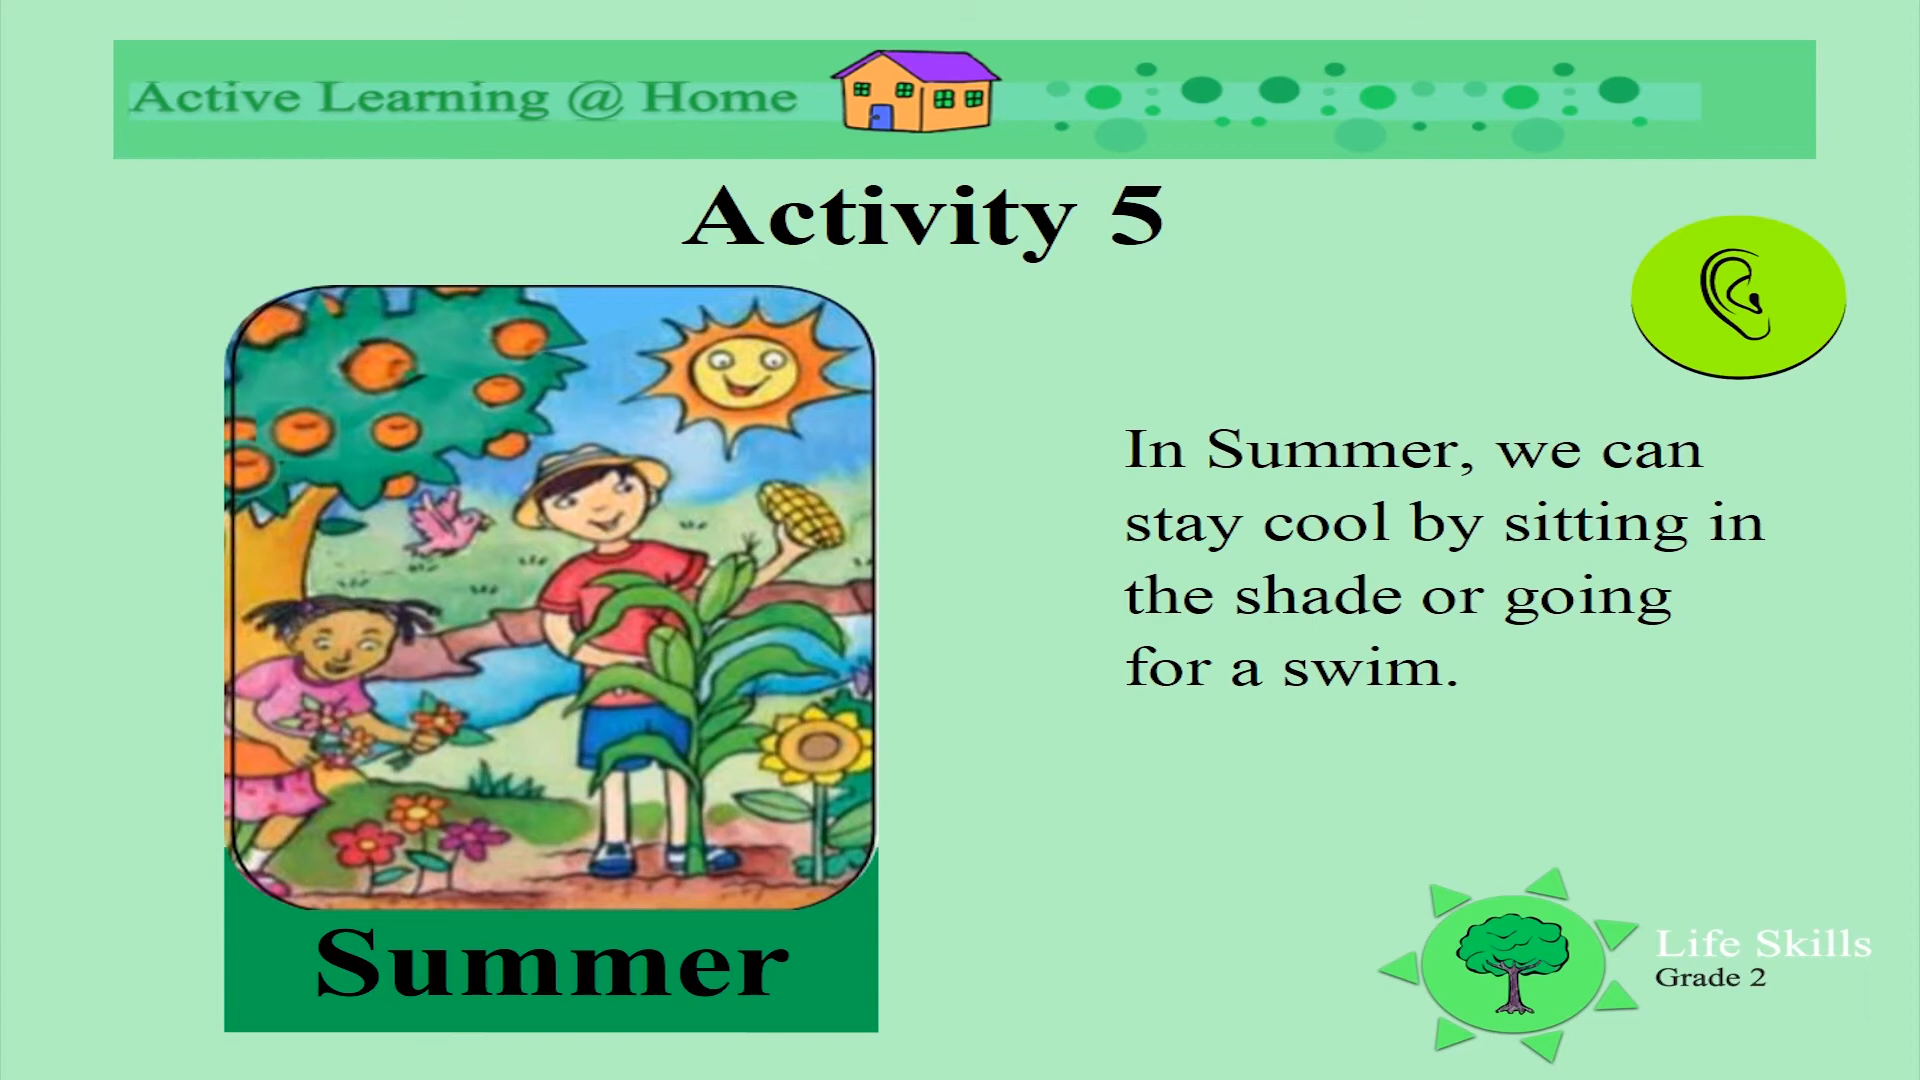 Active Learning @ Home
Activity 5
In Summer, we can
stay cool by sitting in
the shade or going
for a swim.
Summer
Life Skills
Grade 2